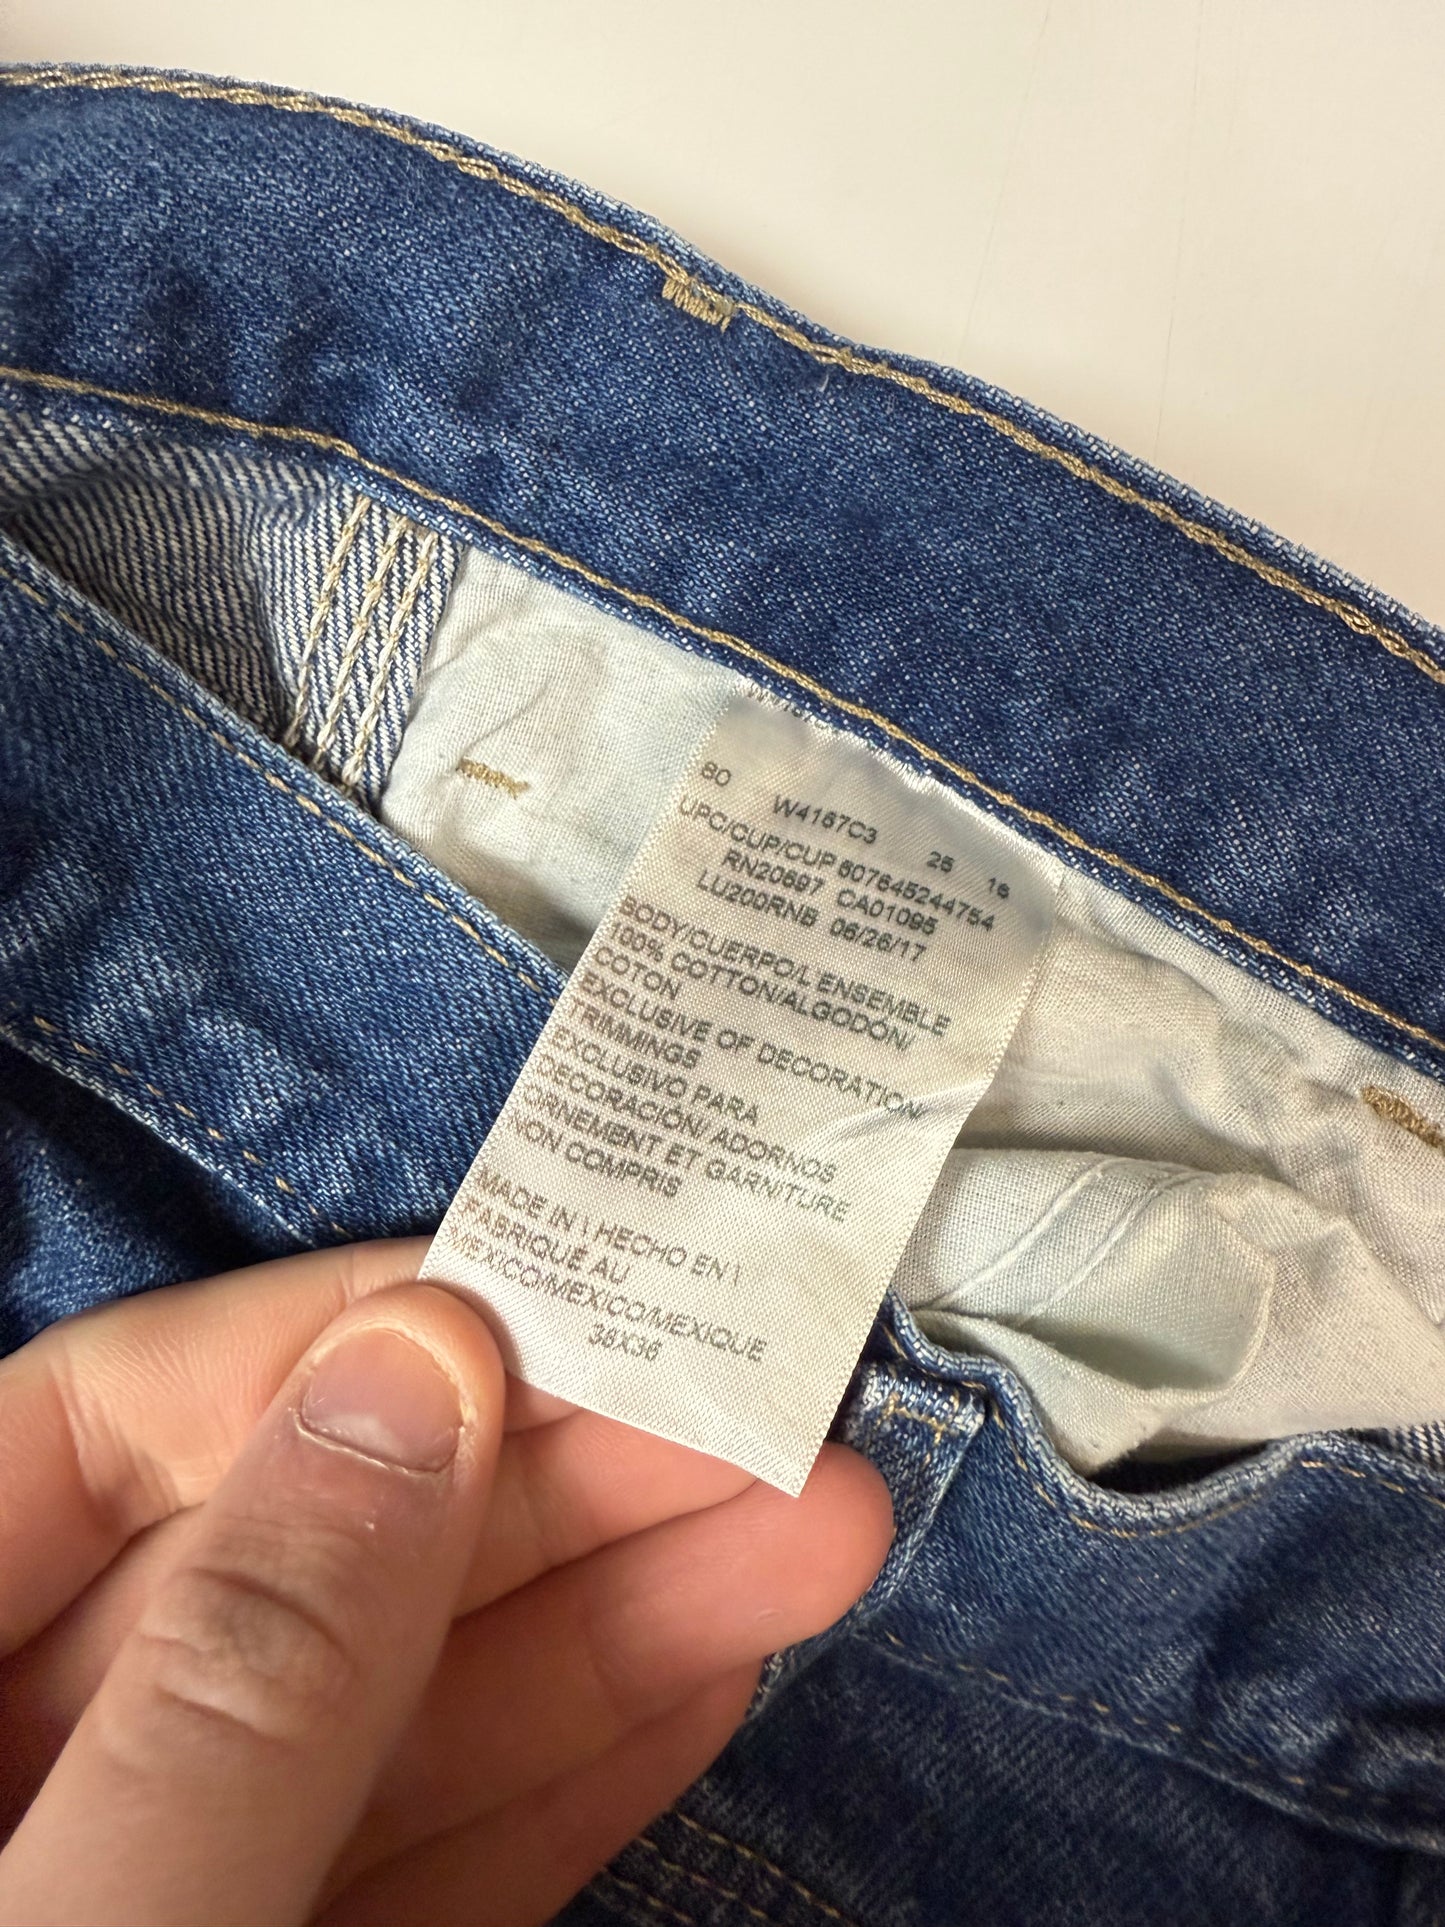 80 W4167C3 25 16
UPC/CUP/CUP 607645244754
RN20697 CA01095
LU200RNB 06/26/17
BODY/CUERPO/L ENSEMBLE
100% COTTON/ALGODÓN/
COTON
EXCLUSIVE OF DECORATION/
TRIMMINGS
EXCLUSIVO PARA
DECORACIÓN/ ADORNOS
ORNEMENT ET GARNITURE
NON COMPRIS
MADE IN \ HECHO EN \
FABRIQUÉ AU
MEXICO/MEXICO/MEXIQUE
38X36